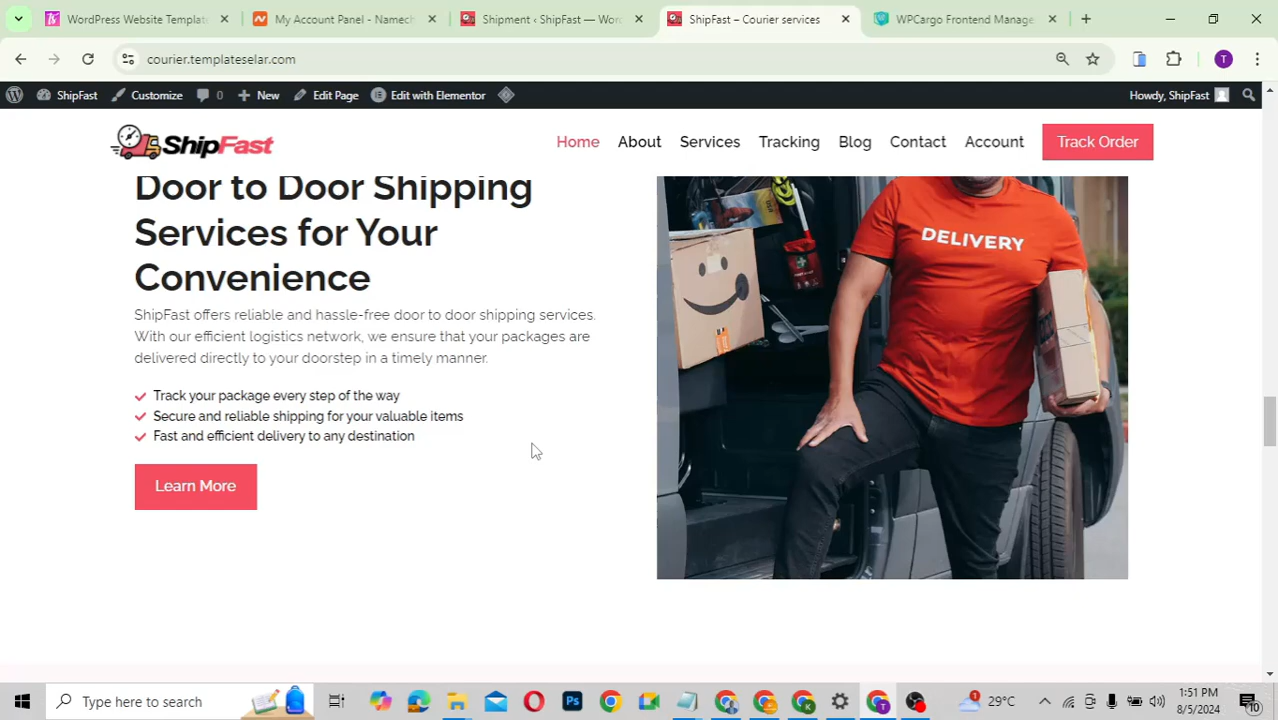 WordPress Website Templat
My Account Panel - Namech
Shipment ‹ ShipFast — Wor
ShipFast – Courier services
WPCargo Frontend Manage
courier.templateselar.com
ShipFast
Customize
0
New
Edit Page
Edit with Elementor
Howdy, ShipFast
ShipFast
Home
About
Services
Tracking
Blog
Contact
Account
Track Order
Door to Door Shipping
Services for Your
Convenience
ShipFast offers reliable and hassle-free door to door shipping services.
With our efficient logistics network, we ensure that your packages are
delivered directly to your doorstep in a timely manner.
Track your package every step of the way
Secure and reliable shipping for your valuable items
Fast and efficient delivery to any destination
Learn More
DELIVERY
Type here to search
29°C
1:51 PM
8/5/2024
10